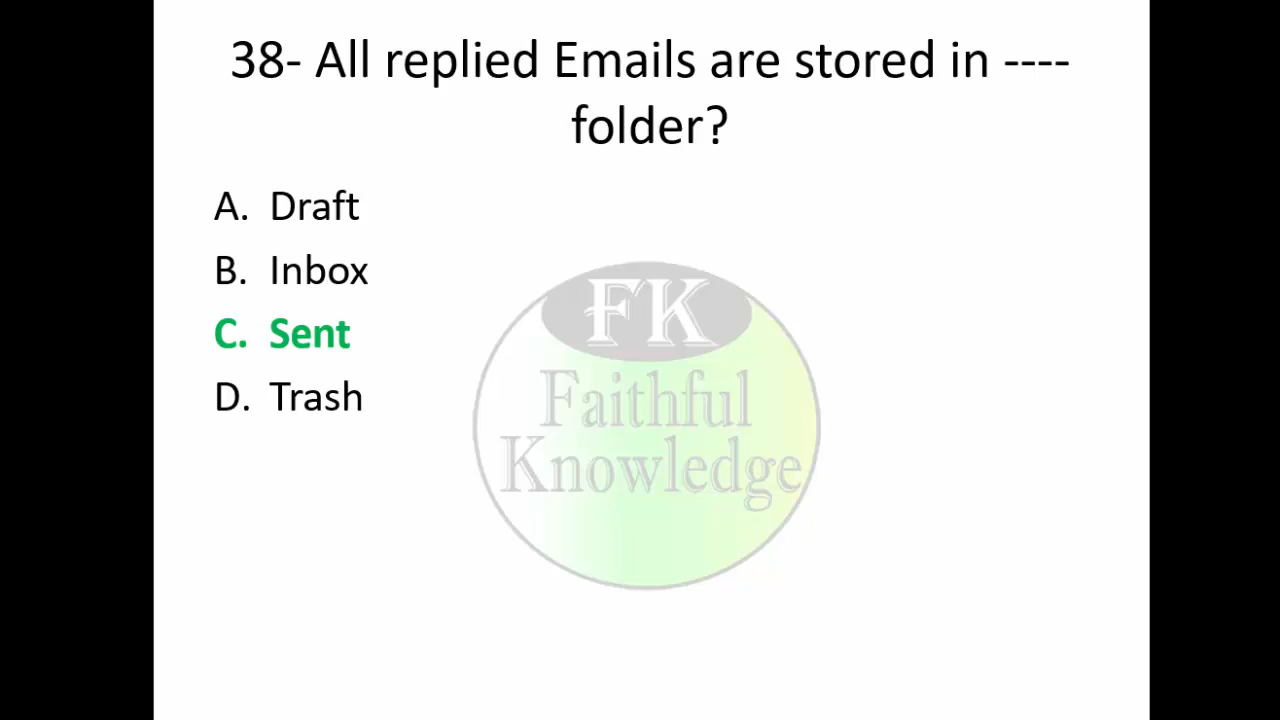 38- All replied Emails are stored in ----
folder?
A. Draft
B. Inbox
C. Sent
D. Trash
FK
Faithful
Knowledge